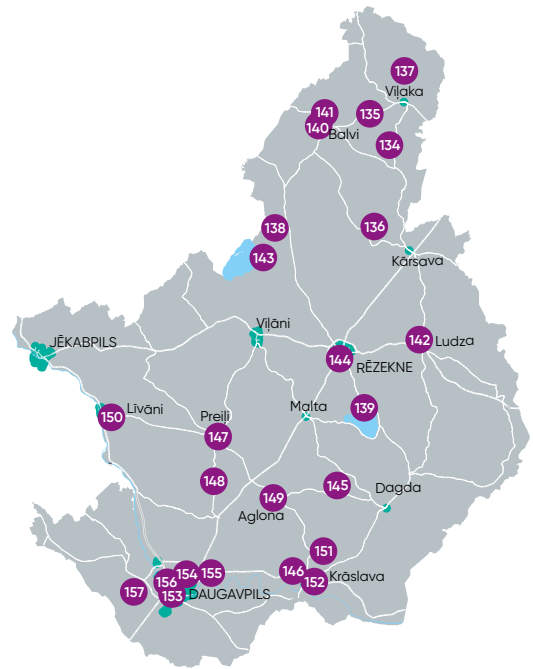 137
Viļaka
141
135
140
Balvi
134
138
136
143
Kārsava
Viļāni
142
Ludza
JĒKABPILS
144
RĒZEKNE
139
Malta
Līvāni
150
Preiļi
147
148
145
Dagda
149
Aglona
151
146
152
Krāslava
154
155
156
157
153
DAUGAVPILS